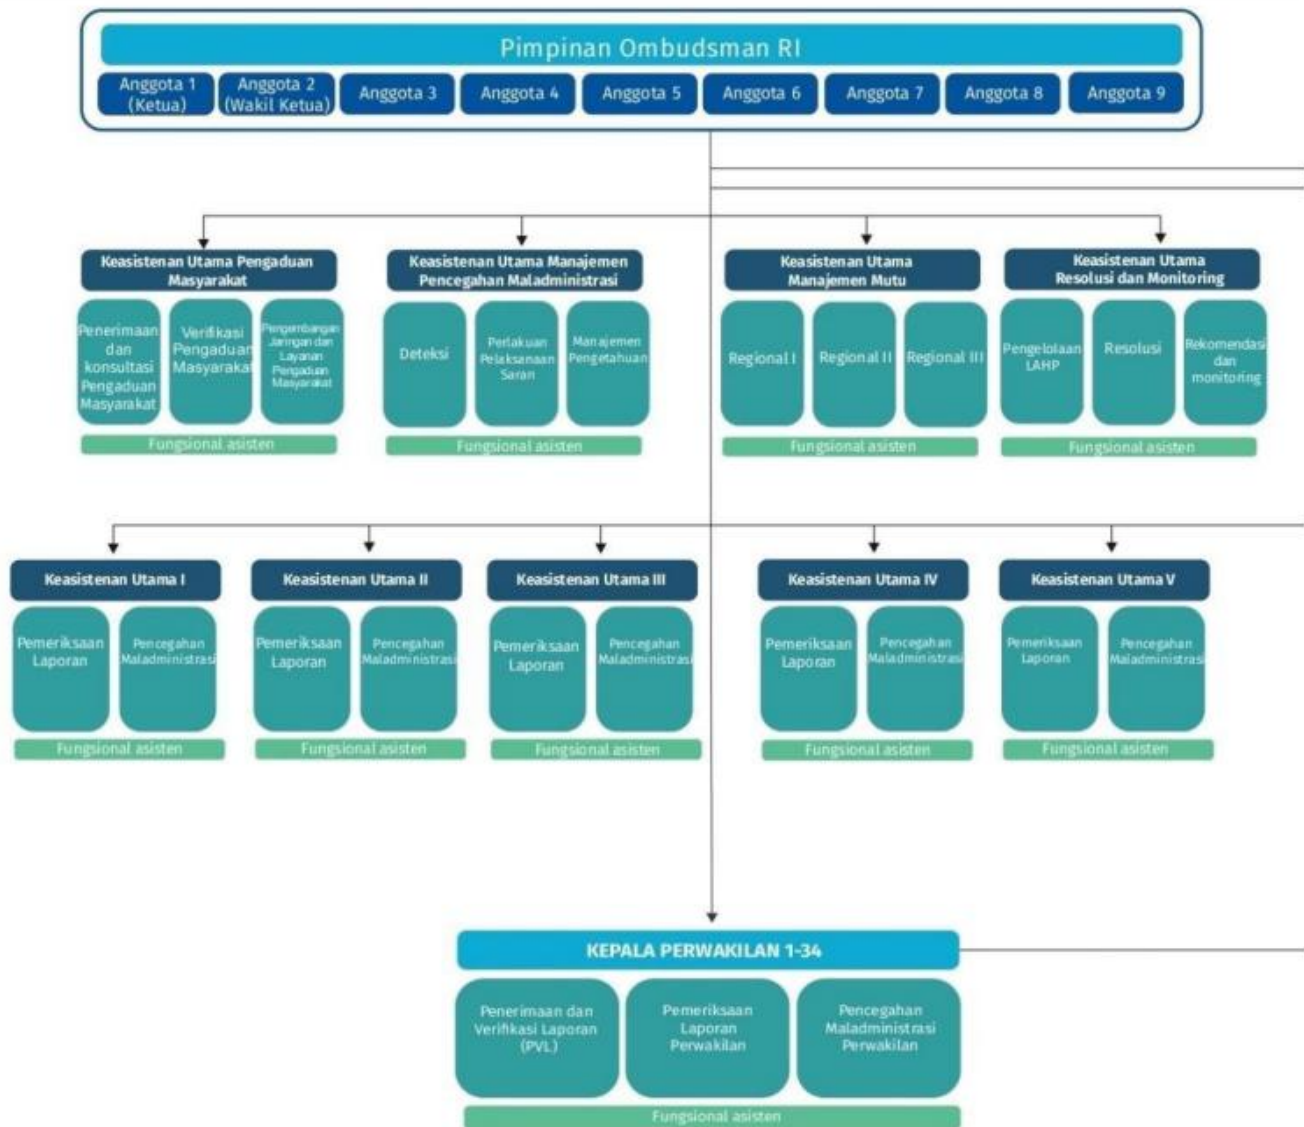 Pimpinan Ombudsman RI
Anggota 1
(Ketua)
Anggota 2
(Wakil Ketua)
Anggota 3
Anggota 4
Anggota 5
Anggota 6
Anggota 7
Anggota 8
Anggota 9
Keasistenan Utama Pengaduan
Masyarakat
Penerimaan
dan
konsultasi
Pengaduan
Masyarakat
Verifikasi
Pengaduan
Masyarakat
Pengembangan
Jaringan dan
Layanan
Pengaduan
Masyarakat
Fungsional asisten
Keasistenan Utama Manajemen
Pencegahan Maladministrasi
Deteksi
Perlakuan
Pelaksanaan
Saran
Manajemen
Pengetahuan
Fungsional asisten
Keasistenan Utama
Manajemen Mutu
Regional I
Regional II
Regional III
Fungsional asisten
Keasistenan Utama
Resolusi dan Monitoring
Pengelolaan
LAHP
Resolusi
Rekomendasi
dan
monitoring
Fungsional asisten
Keasistenan Utama I
Pemeriksaan
Laporan
Pencegahan
Maladministrasi
Fungsional asisten
Keasistenan Utama II
Pemeriksaan
Laporan
Pencegahan
Maladministrasi
Fungsional asisten
Keasistenan Utama III
Pemeriksaan
Laporan
Pencegahan
Maladministrasi
Fungsional asisten
Keasistenan Utama IV
Pemeriksaan
Laporan
Pencegahan
Maladministrasi
Fungsional asisten
Keasistenan Utama V
Pemeriksaan
Laporan
Pencegahan
Maladministrasi
Fungsional asisten
KEPALA PERWAKILAN 1-34
Penerimaan dan
Verifikasi Laporan
(PVL)
Pemeriksaan
Laporan
Perwakilan
Pencegahan
Maladministrasi
Perwakilan
Fungsional asisten